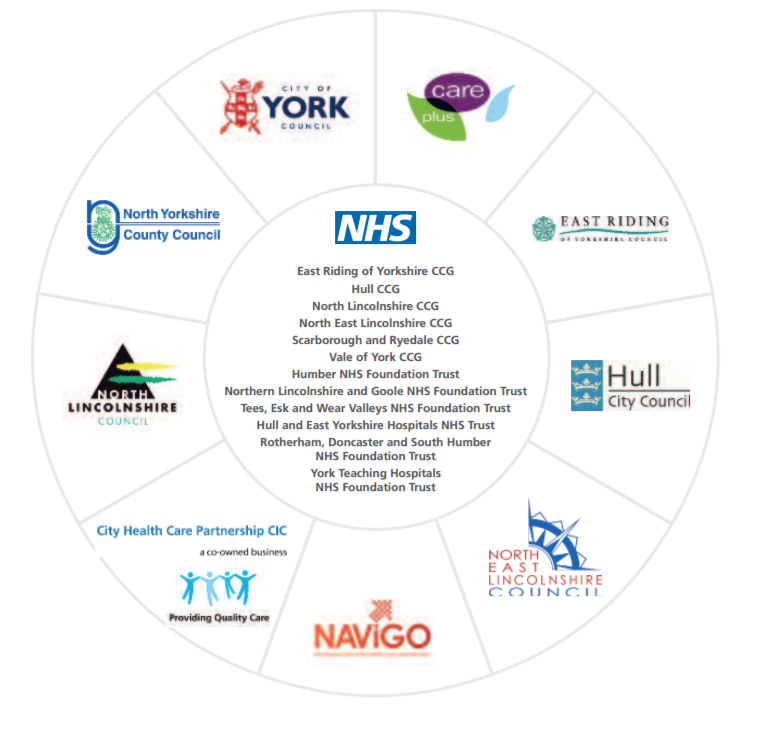 CITY OF
YORK
COUNCIL
care
plus
North Yorkshire
County Council
EAST RIDING
OF YORKSHIRE COUNCIL
NHS
East Riding of Yorkshire CCG
Hull CCG
North Lincolnshire CCG
North East Lincolnshire CCG
Scarborough and Ryedale CCG
Vale of York CCG
Humber NHS Foundation Trust
Northern Lincolnshire and Goole NHS Foundation Trust
Tees, Esk and Wear Valleys NHS Foundation Trust
Hull and East Yorkshire Hospitals NHS Trust
Rotherham, Doncaster and South Humber
NHS Foundation Trust
York Teaching Hospitals
NHS Foundation Trust
NORTH
LINCOLNSHIRE
COUNCIL
Hull
City Council
City Health Care Partnership CIC
a co-owned business
Providing Quality Care
NAViGO
NORTH
EAST
LINCOLNSHIRE
COUNCIL